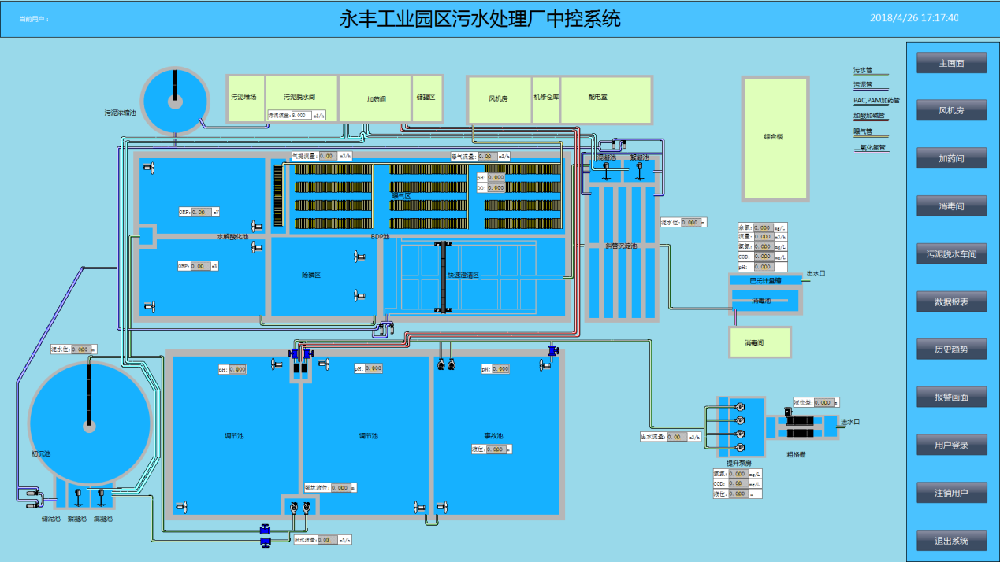 当前用户：
永丰工业园区污水处理厂中控系统
2018/4/26 17:17:40
主画面
风机房
加药间
消毒间
污泥脱水车间
数据报表
历史趋势
报警画面
用户登录
注销用户
退出系统
污水管
污泥管
PAC,PAM加药管
加酸加碱管
曝气管
二氧化氯管
污泥浓缩池
污泥堆场
污泥脱水间
污泥流量: 6.000 m3/h
加药间
储罐区
风机房
机修仓库
配电室
综合楼
气提流量: 0.00 m3/h
曝气流量: 0.00 m3/h
混凝池
絮凝池
pH: 0.000
DO: 0.000
曝气区
ORP: 0.00 mV
水解酸化池
BDP池
ORP: 0.00 mV
除磷区
快速澄清区
斜管沉淀池
泥水位: 0.000 m
余氯: 0.000 mg/L
流量: 0.000 m3/h
氨氮: 0.000 mg/L
COD: 0.000 mg/L
pH: 0.000
出水口
巴氏计量槽
消毒池
消毒间
泥水位: 0.000 m
初沉池
储泥池
絮凝池
混凝池
pH: 0.000
pH: 0.000
pH: 0.000
调节池
调节池
事故池
液位: 0.000 m
泵坑液位: 0.000 m
出水流量: 0.00 m3/h
出水流量: 0.00 m3/h
液位差: 0.000 m
进水口
粗格栅
提升泵房
氨氮: 0.000 mg/L
COD: 0.00 mg/L
液位: 0.000 m